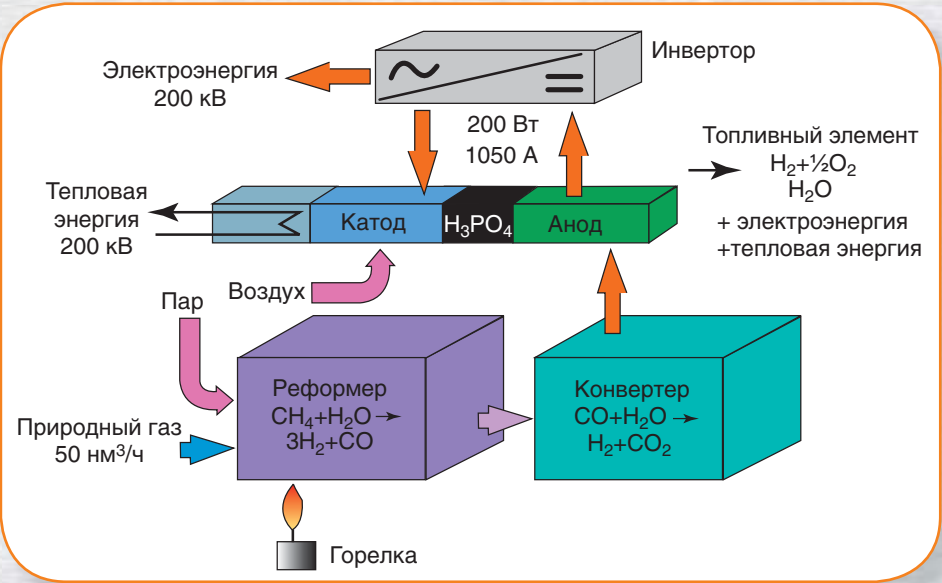 Инвертор
Электроэнергия
200 кВ
200 Вт
1050 А
Топливный элемент
H₂+½O₂
H₂O
+ электроэнергия
+тепловая энергия
Тепловая
энергия
200 кВ
Катод
H₃PO₄
Анод
Воздух
Пар
Реформер
CH₄+H₂O→
3H₂+CO
Конвертер
CO+H₂O→
H₂+CO₂
Природный газ
50 нм³/ч
Горелка